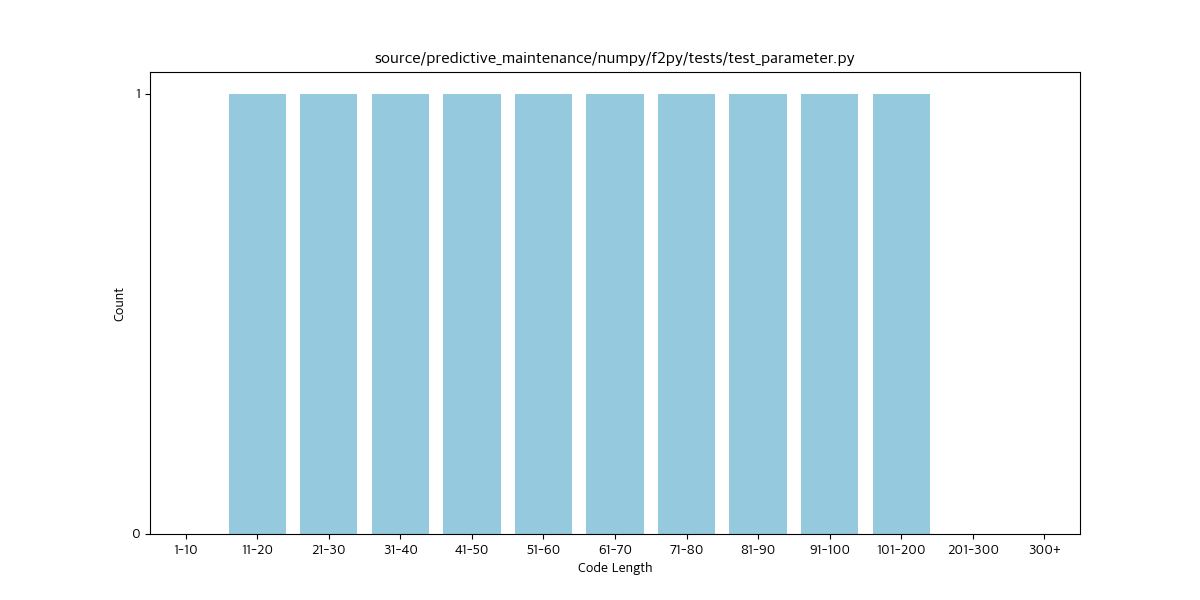 source/predictive_maintenance/numpy/f2py/tests/test_parameter.py
1
Count
0
1-10 11-20 21-30 31-40 41-50 51-60 61-70 71-80 81-90 91-100 101-200 201-300 300+
Code Length